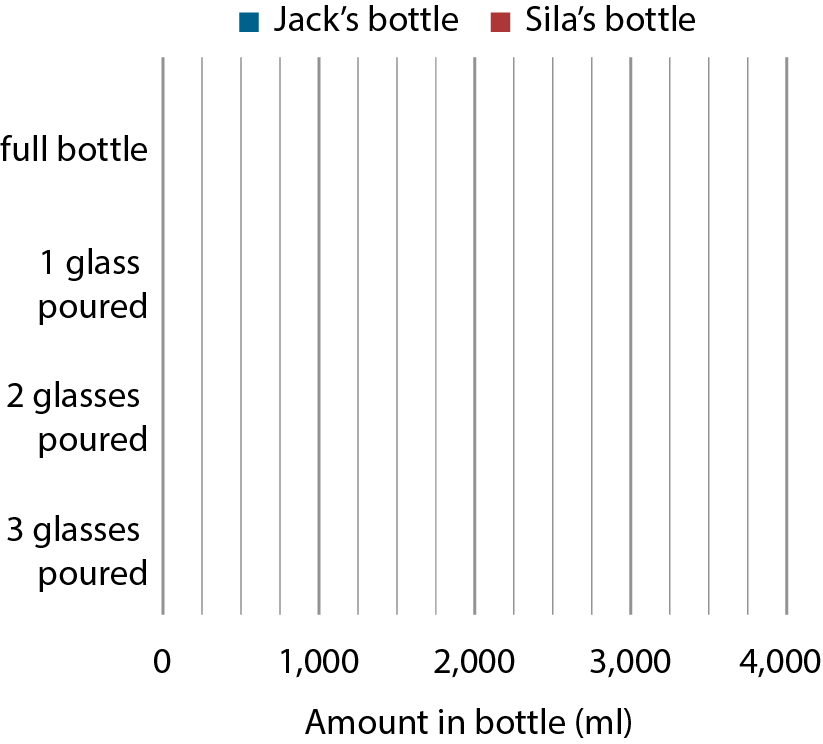 Jack’s bottle Sila’s bottle
full bottle
1 glass
poured
2 glasses
poured
3 glasses
poured
0 1,000 2,000 3,000 4,000
Amount in bottle (ml)